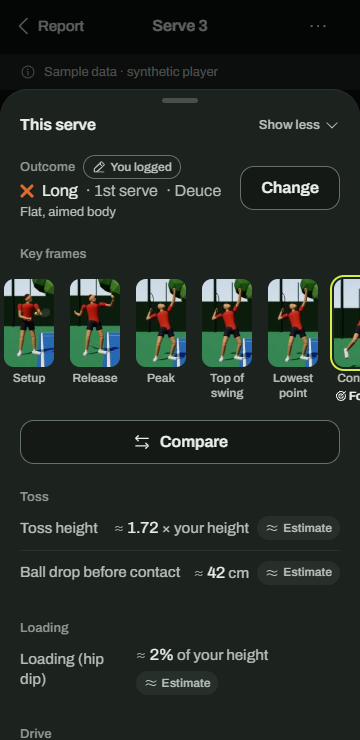 Report
Serve 3
Sample data · synthetic player
This serve
Show less
Outcome
You logged
Long · 1st serve · Deuce
Change
Flat, aimed body
Key frames
Setup
Release
Peak
Top of swing
Lowest point
Con
Fo
Compare
Toss
Toss height ≈ 1.72 × your height ≈ Estimate
Ball drop before contact ≈ 42 cm ≈ Estimate
Loading
Loading (hip dip)
≈ 2% of your height
≈ Estimate
Drive